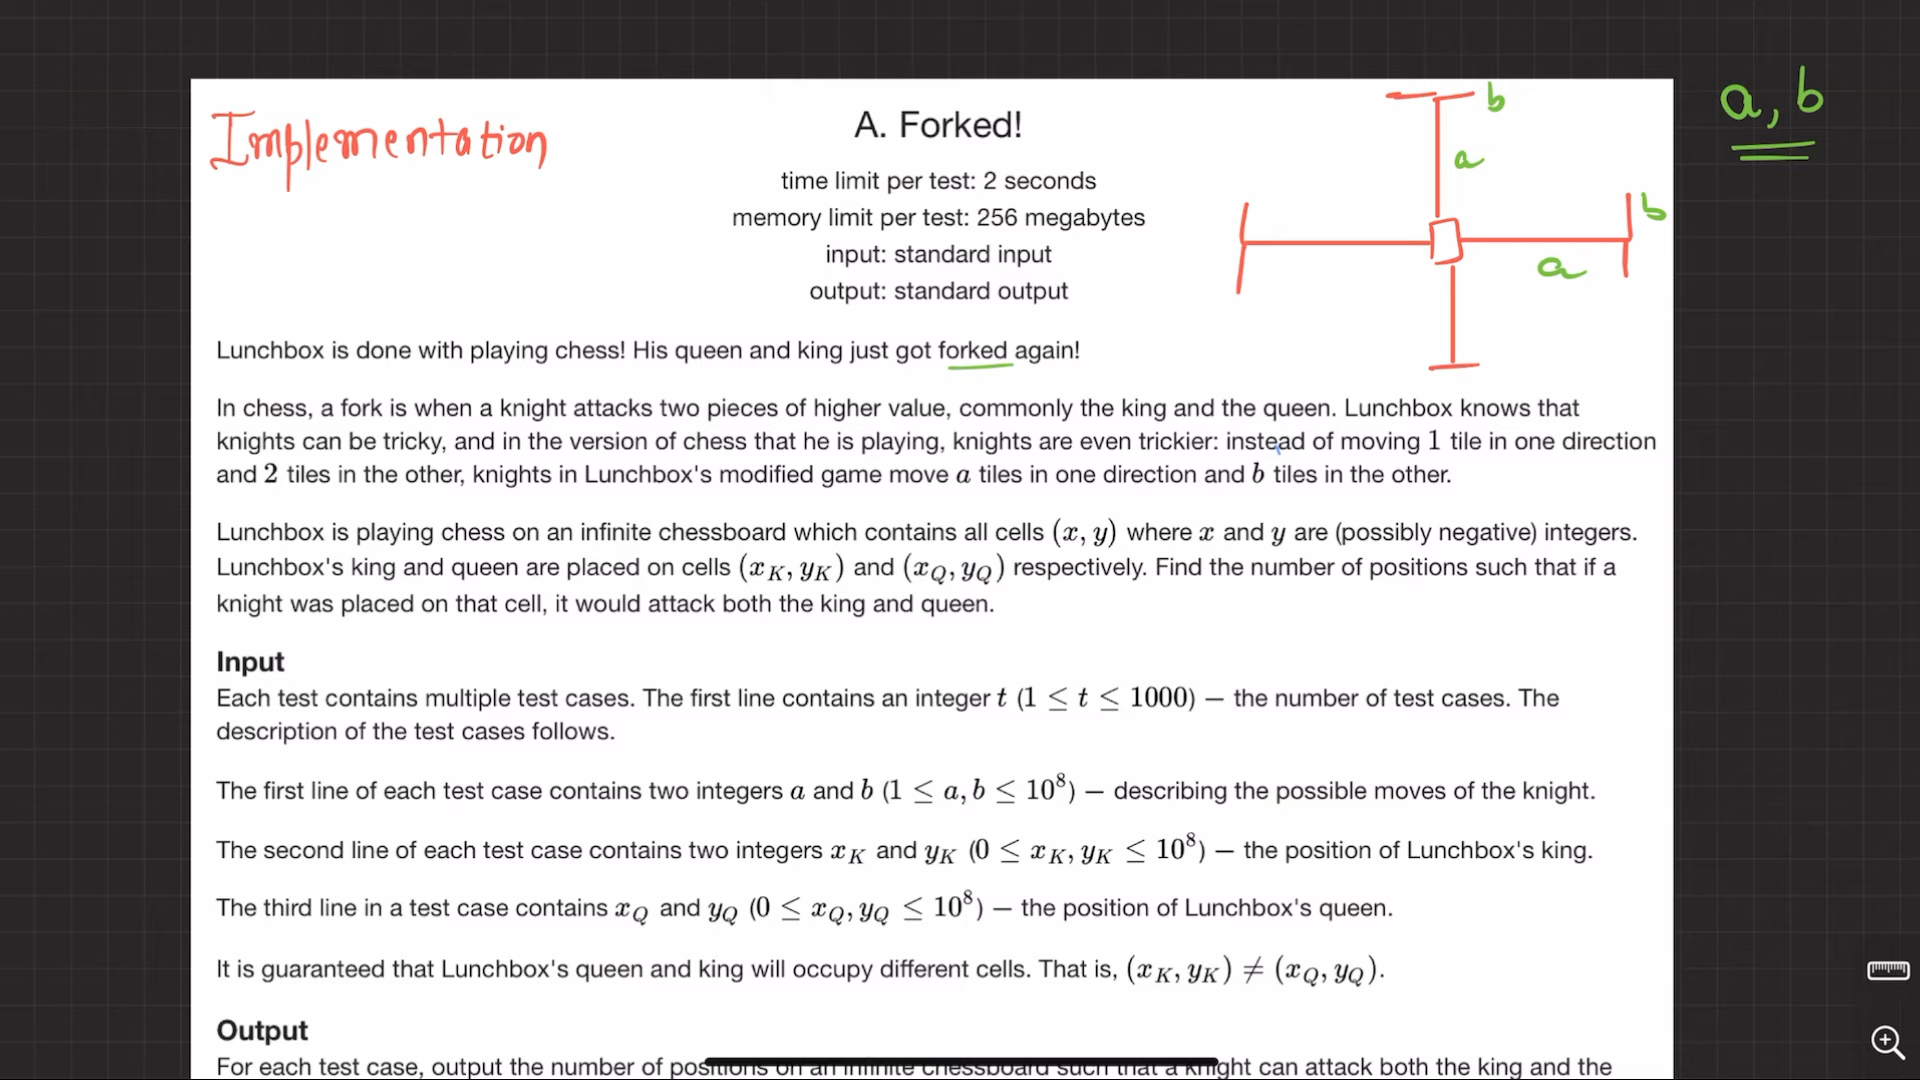 Implementation
A. Forked!
time limit per test: 2 seconds
memory limit per test: 256 megabytes
input: standard input
output: standard output
b
a
b
a
a, b
Lunchbox is done with playing chess! His queen and king just got forked again!
In chess, a fork is when a knight attacks two pieces of higher value, commonly the king and the queen. Lunchbox knows that
knights can be tricky, and in the version of chess that he is playing, knights are even trickier: instead of moving 1 tile in one direction
and 2 tiles in the other, knights in Lunchbox's modified game move a tiles in one direction and b tiles in the other.
Lunchbox is playing chess on an infinite chessboard which contains all cells (x, y) where x and y are (possibly negative) integers.
Lunchbox's king and queen are placed on cells (x_K, y_K) and (x_Q, y_Q) respectively. Find the number of positions such that if a
knight was placed on that cell, it would attack both the king and queen.
Input
Each test contains multiple test cases. The first line contains an integer t (1 ≤ t ≤ 1000) — the number of test cases. The
description of the test cases follows.
The first line of each test case contains two integers a and b (1 ≤ a, b ≤ 10⁸) — describing the possible moves of the knight.
The second line of each test case contains two integers x_K and y_K (0 ≤ x_K, y_K ≤ 10⁸) — the position of Lunchbox's king.
The third line in a test case contains x_Q and y_Q (0 ≤ x_Q, y_Q ≤ 10⁸) — the position of Lunchbox's queen.
It is guaranteed that Lunchbox's queen and king will occupy different cells. That is, (x_K, y_K) ≠ (x_Q, y_Q).
Output
For each test case, output the number of positions on an infinite chessboard such that a knight can attack both the king and the